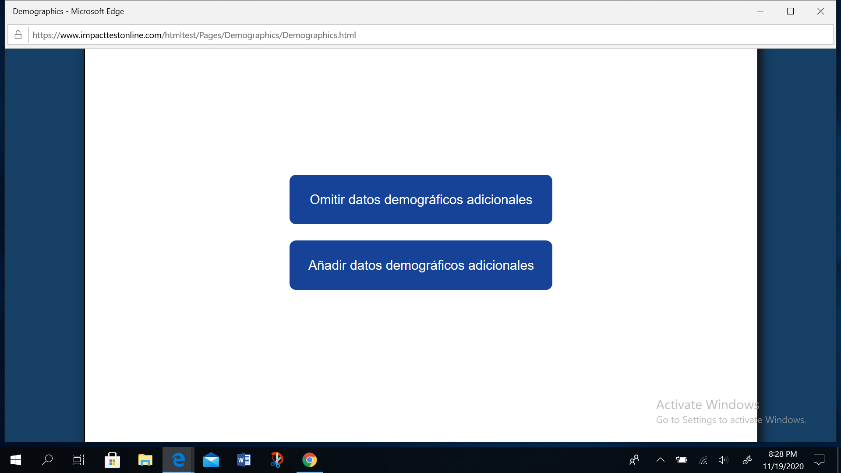 Demographics - Microsoft Edge
https://www.impacttestonline.com/htmltest/Pages/Demographics/Demographics.html
Omitir datos demográficos adicionales
Añadir datos demográficos adicionales
Activate Windows
Go to Settings to activate Windows.
8:28 PM
11/19/2020